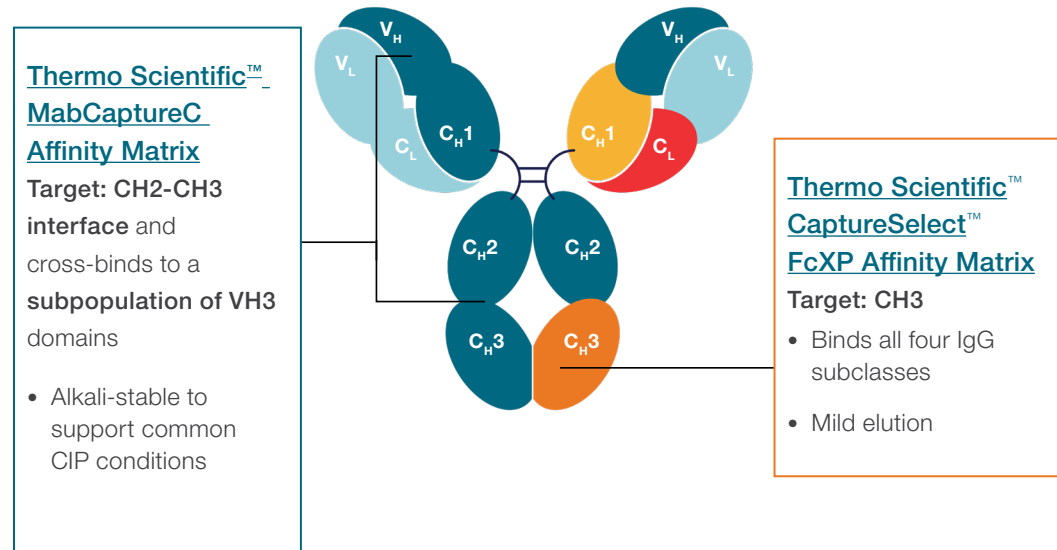 Thermo Scientific™
MabCaptureC
Affinity Matrix
Target: CH2-CH3
interface and
cross-binds to a
subpopulation of VH3
domains
• Alkali-stable to
support common
CIP conditions
VH
VL
CH1
CL
VH
VL
CH1
CL
CH2
CH2
CH3
CH3
Thermo Scientific™
CaptureSelect™
FcXP Affinity Matrix
Target: CH3
• Binds all four IgG
subclasses
• Mild elution